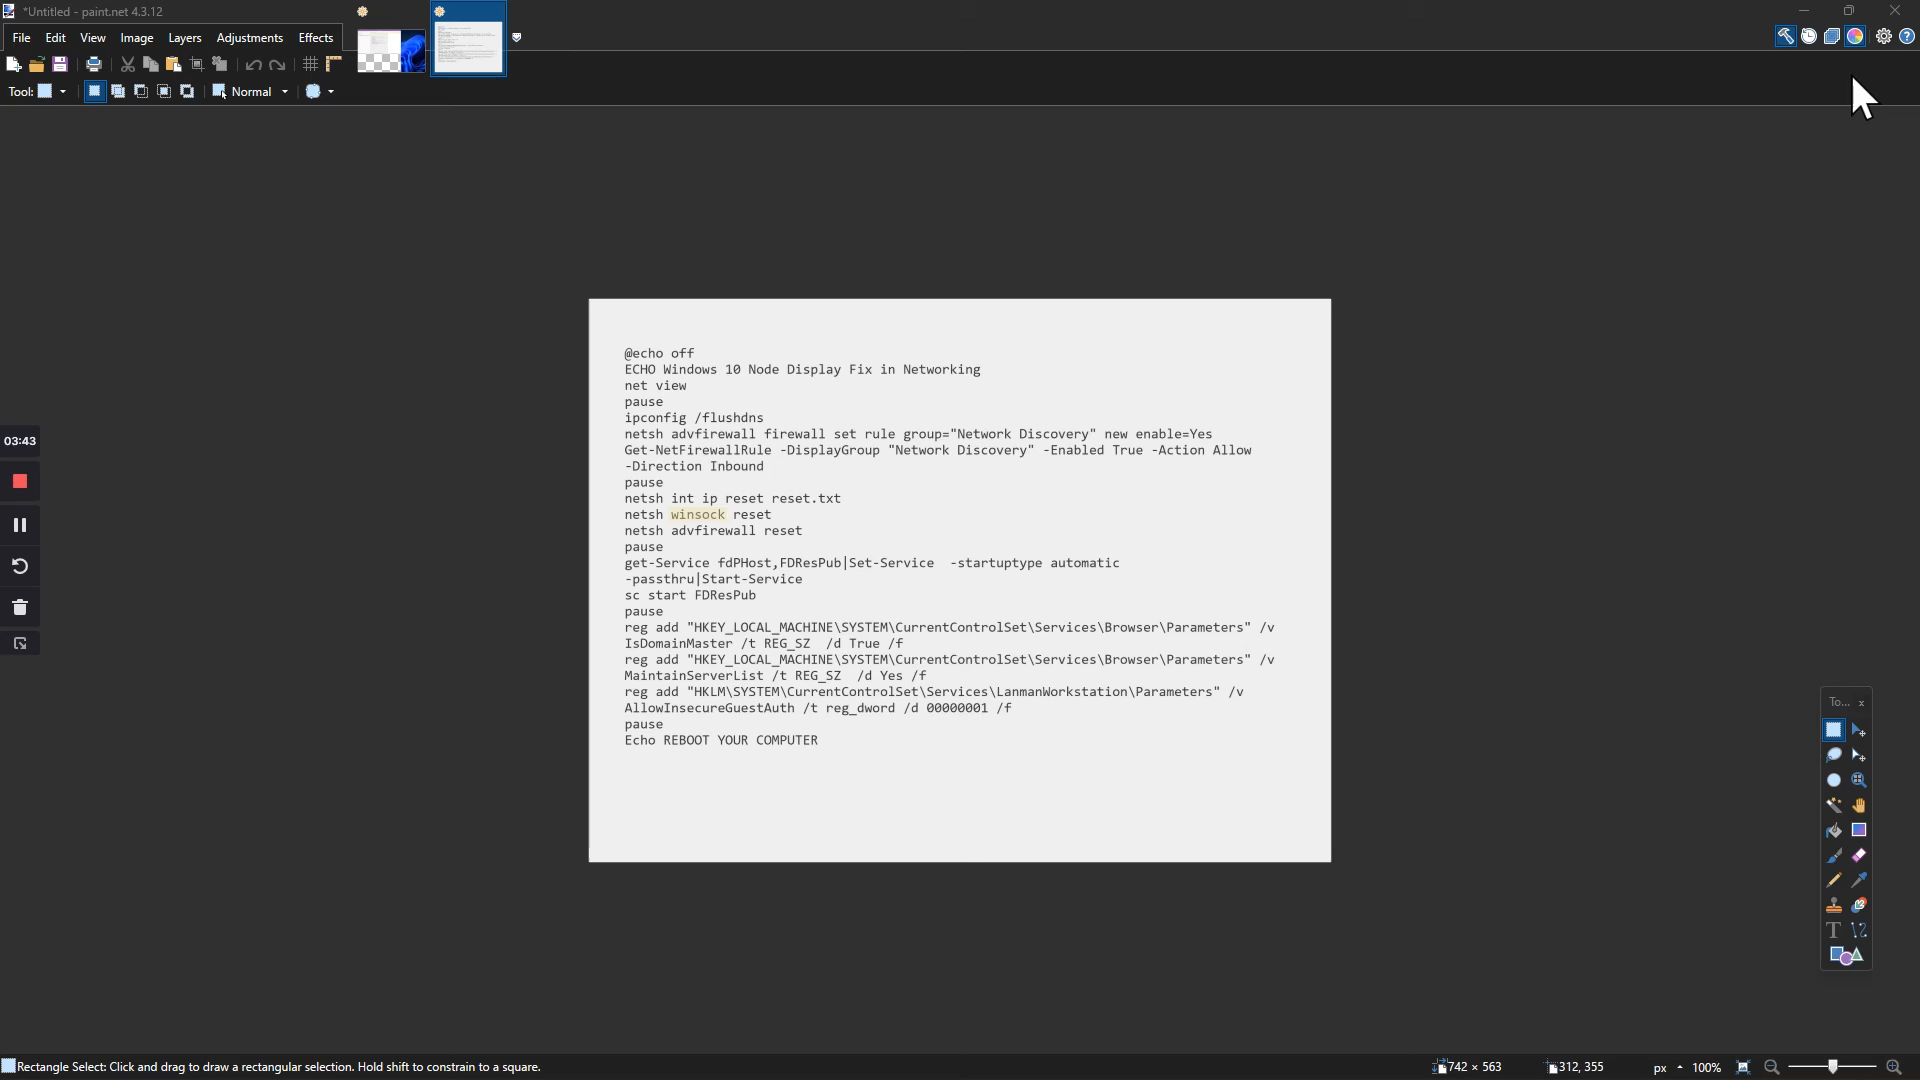 *Untitled - paint.net 4.3.12
File Edit View Image Layers Adjustments Effects
Tool: Normal
@echo off
ECHO Windows 10 Node Display Fix in Networking
net view
pause
ipconfig /flushdns
netsh advfirewall firewall set rule group="Network Discovery" new enable=Yes
Get-NetFirewallRule -DisplayGroup "Network Discovery" -Enabled True -Action Allow
-Direction Inbound
pause
netsh int ip reset reset.txt
netsh winsock reset
netsh advfirewall reset
pause
get-Service fdPHost,FDResPub|Set-Service  -startuptype automatic
-passthru|Start-Service
sc start FDResPub
pause
reg add "HKEY_LOCAL_MACHINE\SYSTEM\CurrentControlSet\Services\Browser\Parameters" /v
IsDomainMaster /t REG_SZ  /d True /f
reg add "HKEY_LOCAL_MACHINE\SYSTEM\CurrentControlSet\Services\Browser\Parameters" /v
MaintainServerList /t REG_SZ  /d Yes /f
reg add "HKLM\SYSTEM\CurrentControlSet\Services\LanmanWorkstation\Parameters" /v
AllowInsecureGuestAuth /t reg_dword /d 00000001 /f
pause
Echo REBOOT YOUR COMPUTER
03:43
To... x
Rectangle Select: Click and drag to draw a rectangular selection. Hold shift to constrain to a square.
742 × 563
312, 355
px
100%